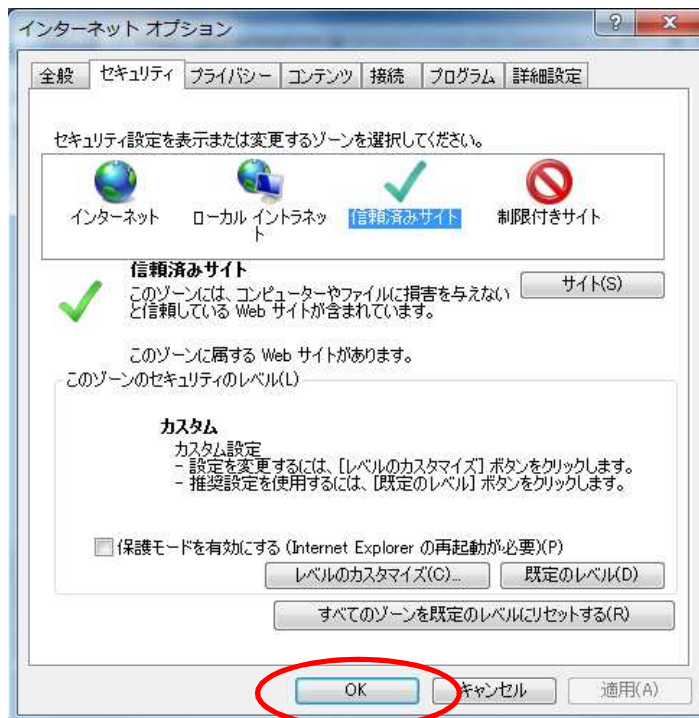 インターネット オプション
全般 セキュリティ プライバシー コンテンツ 接続 プログラム 詳細設定
セキュリティ設定を表示または変更するゾーンを選択してください。
インターネット ローカル イントラネッ 信頼済みサイト 制限付きサイト
ト
信頼済みサイト
サイト(S)
このゾーンには、コンピューターやファイルに損害を与えない
と信頼している Web サイトが含まれています。
このゾーンに属する Web サイトがあります。
このゾーンのセキュリティのレベル(L)
カスタム
カスタム設定
- 設定を変更するには、[レベルのカスタマイズ] ボタンをクリックします。
- 推奨設定を使用するには、[既定のレベル] ボタンをクリックします。
保護モードを有効にする (Internet Explorer の再起動が必要)(P)
レベルのカスタマイズ(C)... 既定のレベル(D)
すべてのゾーンを既定のレベルにリセットする(R)
OK キャンセル 適用(A)